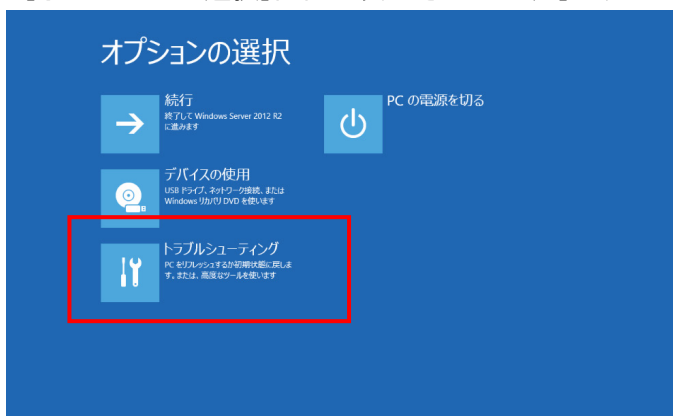 オプションの選択
続行
終了して Windows Server 2012 R2
に進みます
PC の電源を切る
デバイスの使用
USB ドライブ、ネットワーク接続、または
Windows リカバリ DVD を使います
トラブルシューティング
PC をリフレッシュするか初期状態に戻しま
す。または、高度なツールを使います